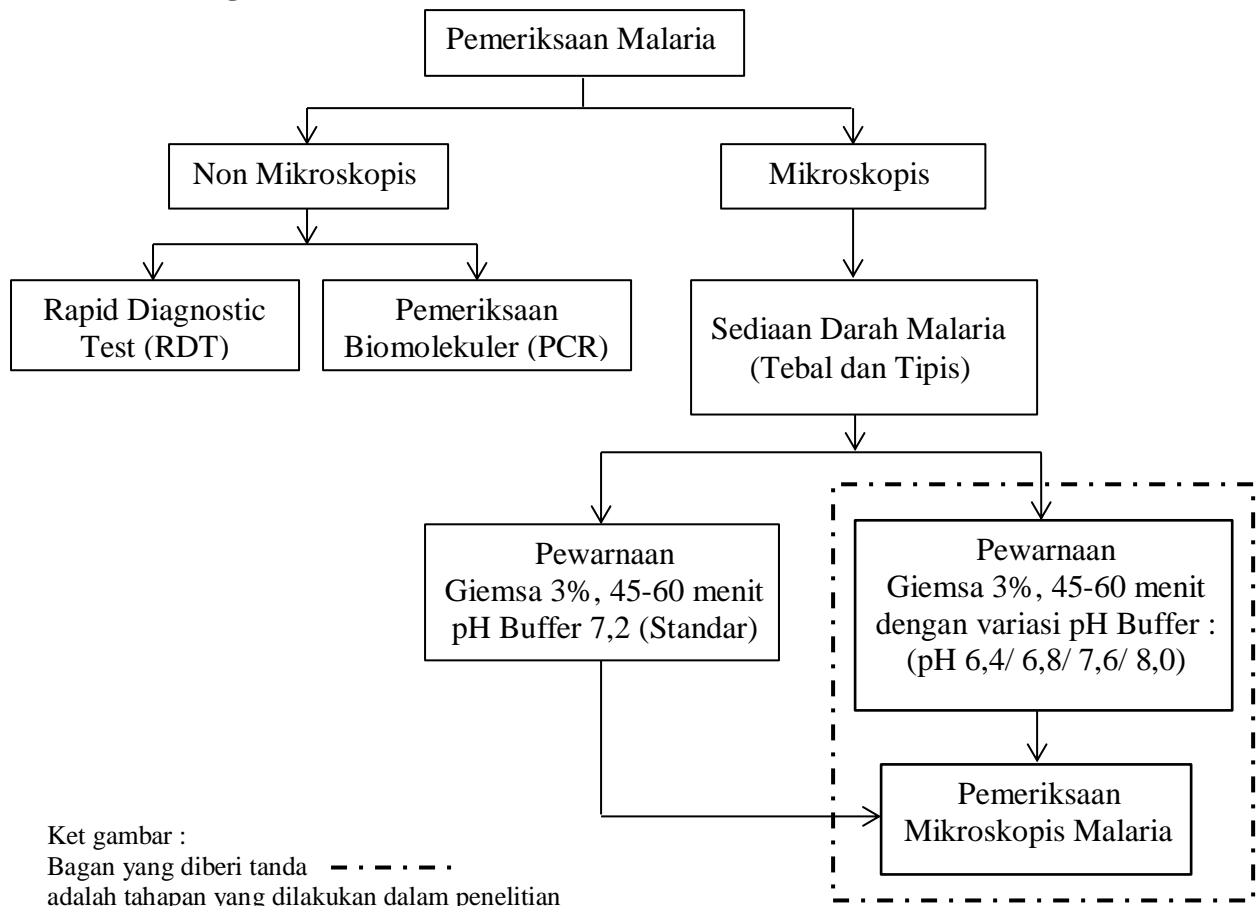 Pemeriksaan Malaria
Non Mikroskopis
Mikroskopis
Rapid Diagnostic
Test (RDT)
Pemeriksaan
Biomolekuler (PCR)
Sediaan Darah Malaria
(Tebal dan Tipis)
Pewarnaan
Giemsa 3%, 45-60 menit
pH Buffer 7,2 (Standar)
Pewarnaan
Giemsa 3%, 45-60 menit
dengan variasi pH Buffer :
(pH 6,4/ 6,8/ 7,6/ 8,0)
Pemeriksaan
Mikroskopis Malaria
Ket gambar :
Bagan yang diberi tanda
adalah tahapan yang dilakukan dalam penelitian